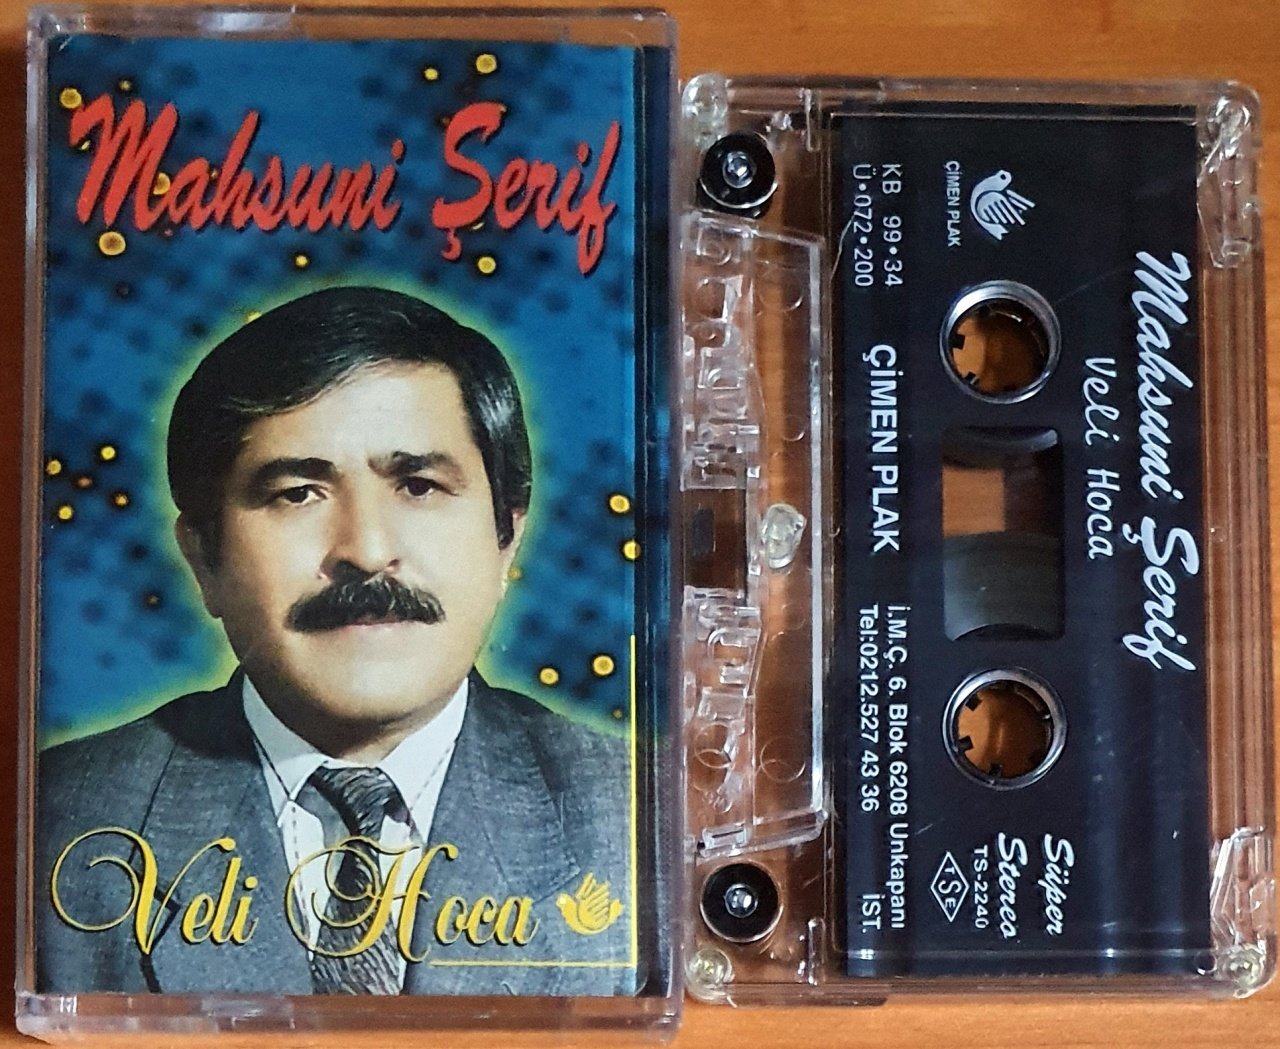 Mahsuni Şerif
Veli Hoca
Mahsuni Şerif
Veli Hoca
ÇİMEN PLAK
KB 99•34
Ü•072•200
ÇİMEN PLAK
İ.M.Ç. 6. Blok 6208 Unkapanı İST.
Tel:0212.527 43 36
Süper
Stereo
TS-2240
TSE